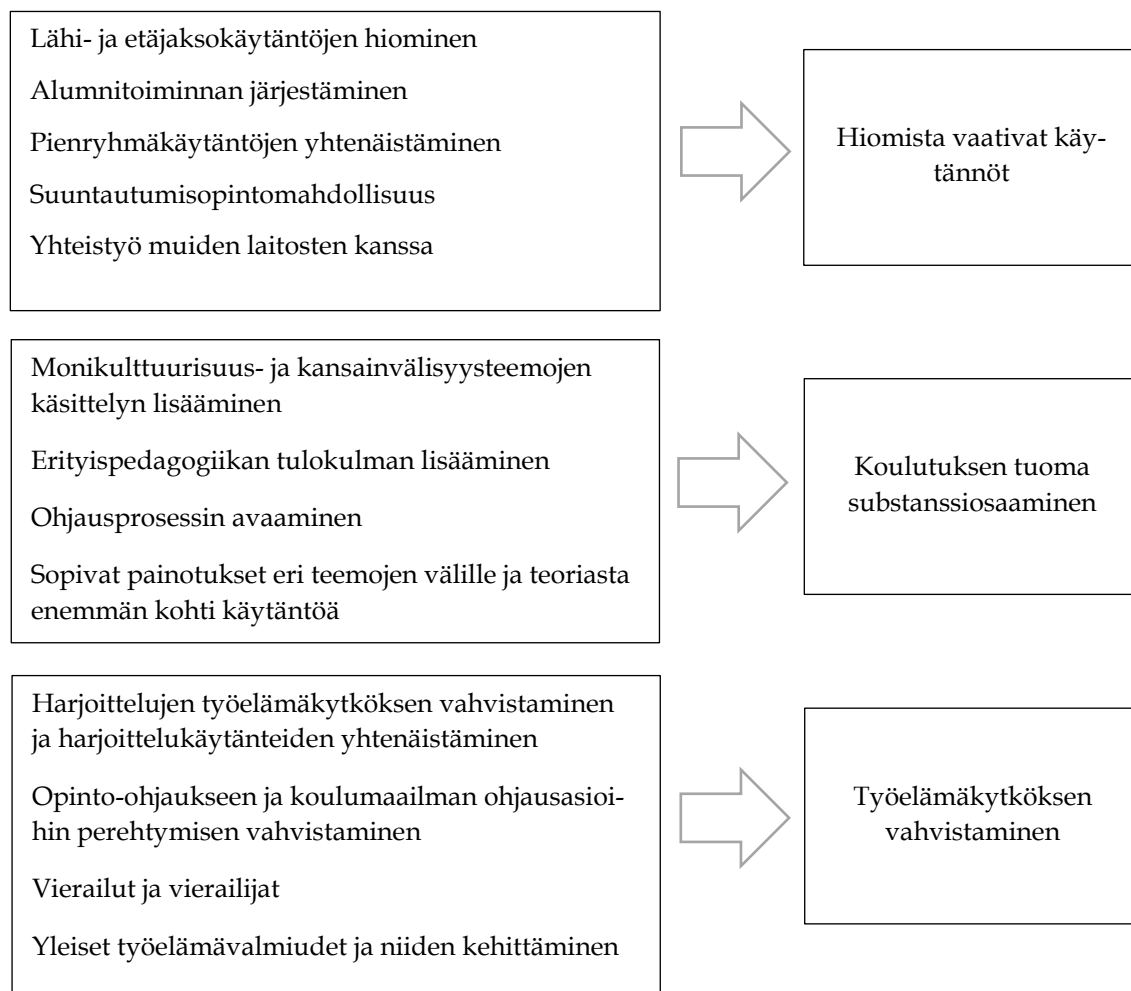 Lähi- ja etäjaksokäytäntöjen hiominen
Alumnitoiminnan järjestäminen
Pienryhmäkäytäntöjen yhtenäistäminen
Suuntautumisopintomahdollisuus
Yhteistyö muiden laitosten kanssa
Hiomista vaativat käy-
tännöt
Monikulttuurisuus- ja kansainvälisyysteemojen
käsittelyn lisääminen
Erityispedagogiikan tulokulman lisääminen
Ohjausprosessin avaaminen
Sopivat painotukset eri teemojen välille ja teoriasta
enemmän kohti käytäntöä
Koulutuksen tuoma
substanssiosaaminen
Harjoittelujen työelämäkytköksen vahvistaminen
ja harjoittelukäytänteiden yhtenäistäminen
Opinto-ohjaukseen ja koulumaailman ohjausasioi-
hin perehtymisen vahvistaminen
Vierailut ja vierailijat
Yleiset työelämävalmiudet ja niiden kehittäminen
Työelämäkytköksen
vahvistaminen